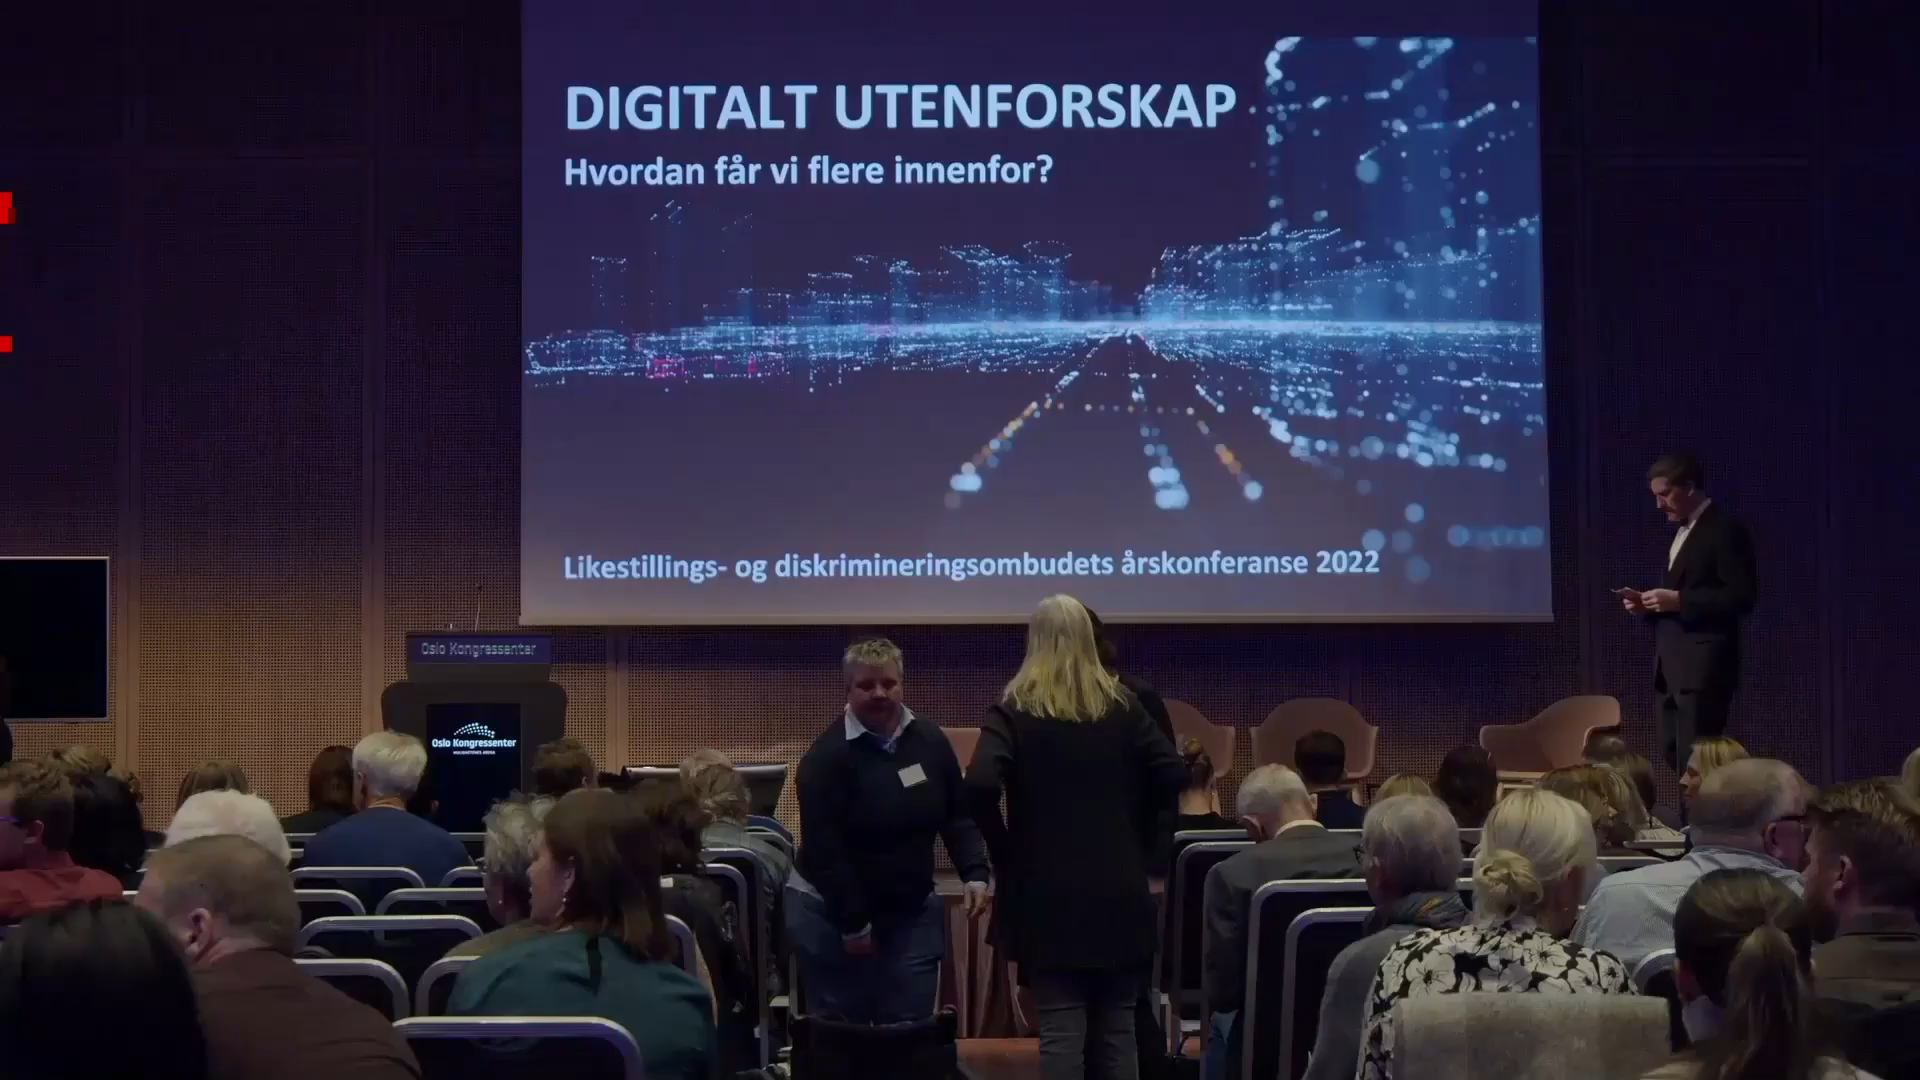 DIGITALT UTENFORSKAP
Hvordan får vi flere innenfor?
Likestillings- og diskrimineringsombudets årskonferanse 2022
Oslo Kongressenter
Oslo Kongressenter